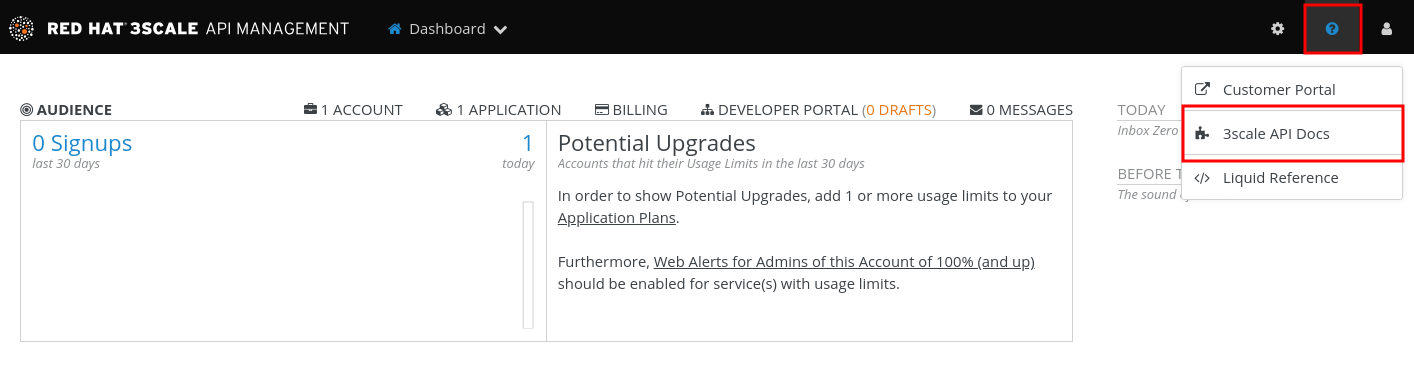 RED HAT 3SCALE API MANAGEMENT Dashboard
AUDIENCE 1 ACCOUNT 1 APPLICATION BILLING DEVELOPER PORTAL (0 DRAFTS) 0 MESSAGES
0 Signups 1
last 30 days today
Potential Upgrades
Accounts that hit their Usage Limits in the last 30 days
In order to show Potential Upgrades, add 1 or more usage limits to your
Application Plans.
Furthermore, Web Alerts for Admins of this Account of 100% (and up)
should be enabled for service(s) with usage limits.
TODAY
Inbox Zero
BEFORE
The sound
Customer Portal
3scale API Docs
Liquid Reference